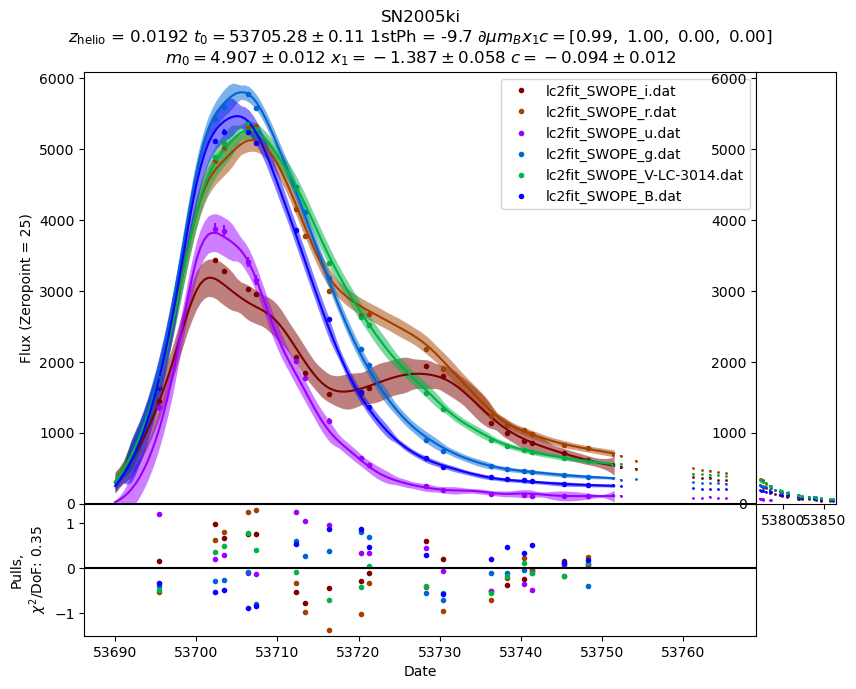 SN2005ki
z_helio = 0.0192 t_0 = 53705.28 ± 0.11 1stPh = -9.7 ∂μm_Bx_1c = [0.99, 1.00, 0.00, 0.00]
m_0 = 4.907 ± 0.012 x_1 = −1.387 ± 0.058 c = −0.094 ± 0.012
6000
5000
4000
3000
2000
1000
0
Flux (Zeropoint = 25)
lc2fit_SWOPE_i.dat
lc2fit_SWOPE_r.dat
lc2fit_SWOPE_u.dat
lc2fit_SWOPE_g.dat
lc2fit_SWOPE_V-LC-3014.dat
lc2fit_SWOPE_B.dat
6000
5000
4000
3000
2000
1000
0
53800
53850
1
0
−1
Pulls,
χ²/DoF: 0.35
53690
53700
53710
53720
53730
53740
53750
53760
Date